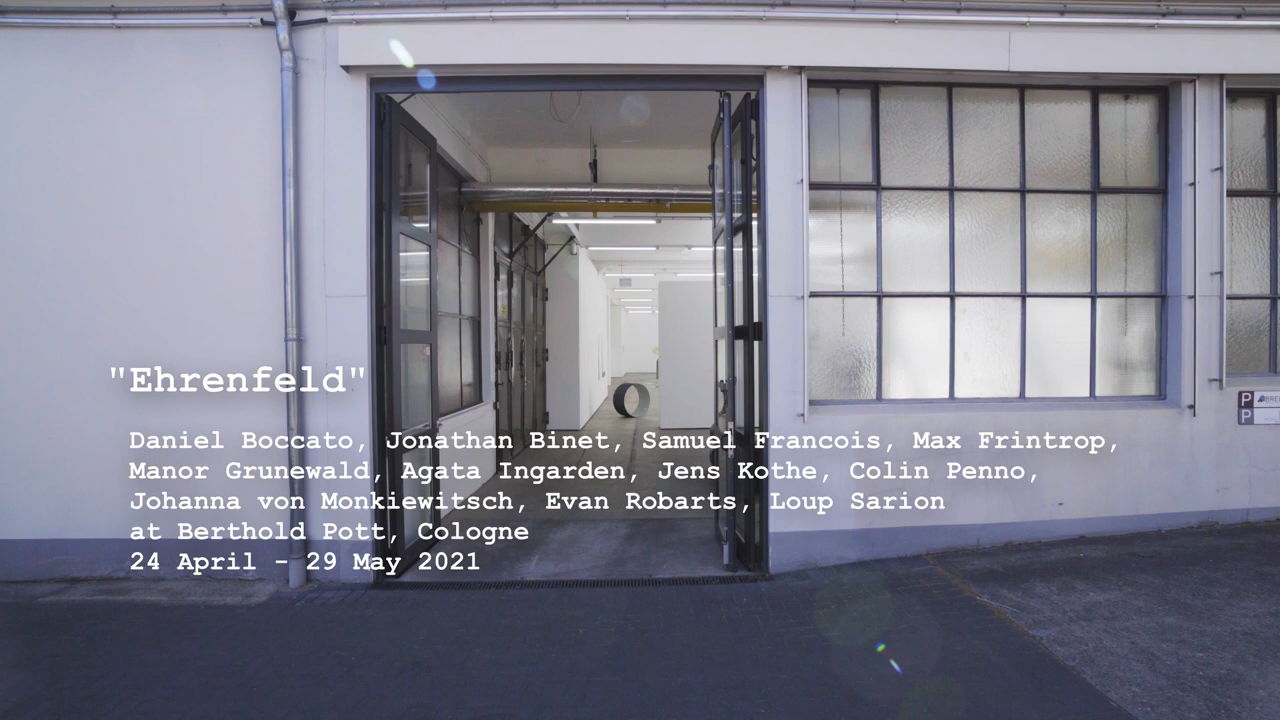 "Ehrenfeld"
Daniel Boccato, Jonathan Binet, Samuel Francois, Max Frintrop,
Manor Grunewald, Agata Ingarden, Jens Kothe, Colin Penno,
Johanna von Monkiewitsch, Evan Robarts, Loup Sarion
at Berthold Pott, Cologne
24 April - 29 May 2021
P
P